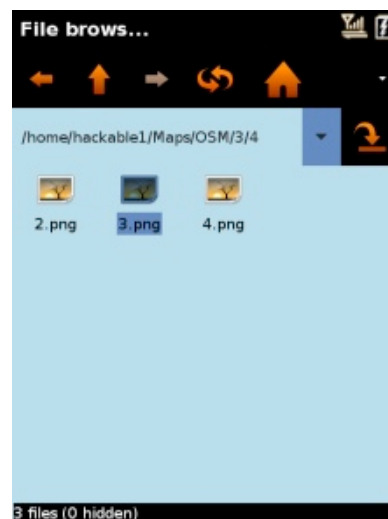 File brows...
/home/hackable1/Maps/OSM/3/4
2.png 3.png 4.png
3 files (0 hidden)